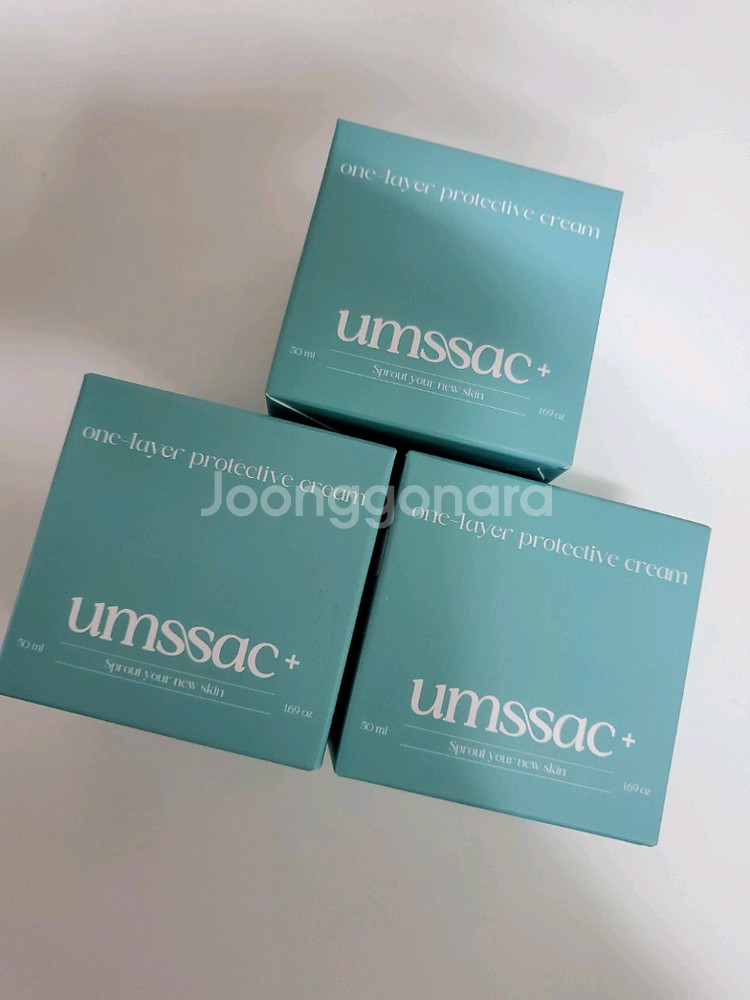 one-layer protective cream
umssac+
50 ml
Sprout your new skin
1.69 oz
one-layer protective cream
umssac+
50 ml
Sprout your new skin
1.69 oz
one-layer protective cream
umssac+
50 ml
Sprout your new skin
1.69 oz
Joonggonara